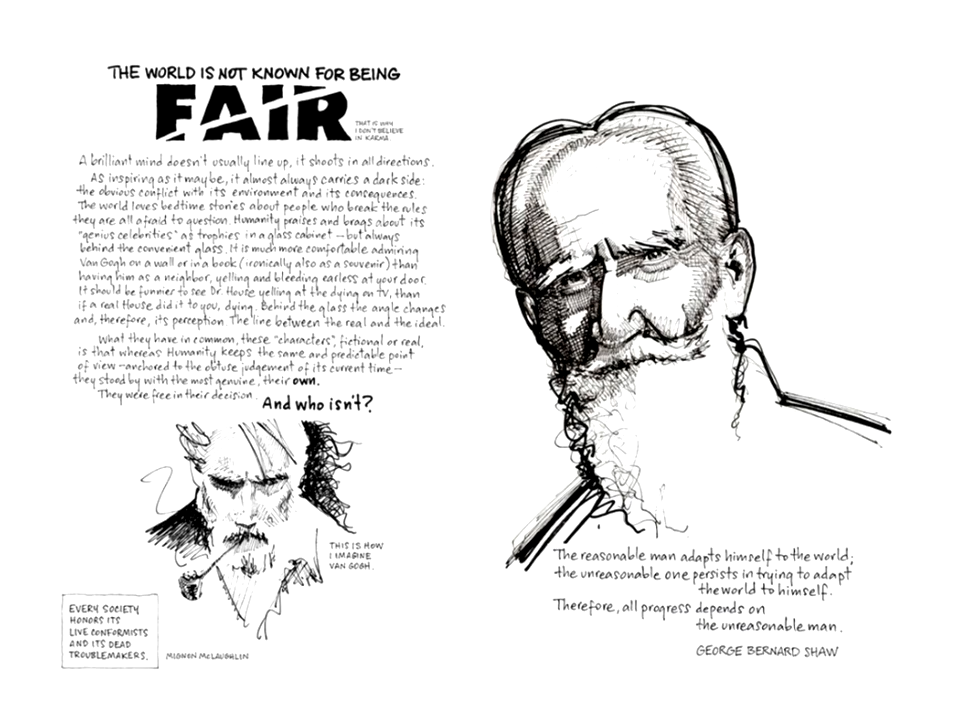 THE WORLD IS NOT KNOWN FOR BEING
FAIR
THAT IS WHY
I DON'T BELIEVE
IN KARMA.
A brilliant mind doesn't usually line up, it shoots in all directions.
As inspiring as it may be, it almost always carries a dark side:
the obvious conflict with its environment and its consequences.
The world loves bedtime stories about people who break the rules
they are all afraid to question. Humanity praises and brags about its
"genius celebrities" as trophies in a glass cabinet —but always
behind the convenient glass. It is much more comfortable admiring
Van Gogh on a wall or in a book (ironically also as a souvenir) than
having him as a neighbor, yelling and bleeding earless at your door.
It should be funnier to see Dr. House yelling at the dying on TV, than
if a real House did it to you, dying. Behind the glass the angle changes
and, therefore, its perception. The line between the real and the ideal.
What they have in common, these "characters", fictional or real,
is that whereas Humanity keeps the same and predictable point
of view —anchored to the obtuse judgement of its current time—
they stood by with the most genuine; their own.
They were free in their decision. And who isn't?
THIS IS HOW
I IMAGINE
VAN GOGH.
EVERY SOCIETY
HONORS ITS
LIVE CONFORMISTS
AND ITS DEAD
TROUBLEMAKERS.
MIGNON McLAUGHLIN
The reasonable man adapts himself to the world;
the unreasonable one persists in trying to adapt
the world to himself.
Therefore, all progress depends on
the unreasonable man.
GEORGE BERNARD SHAW